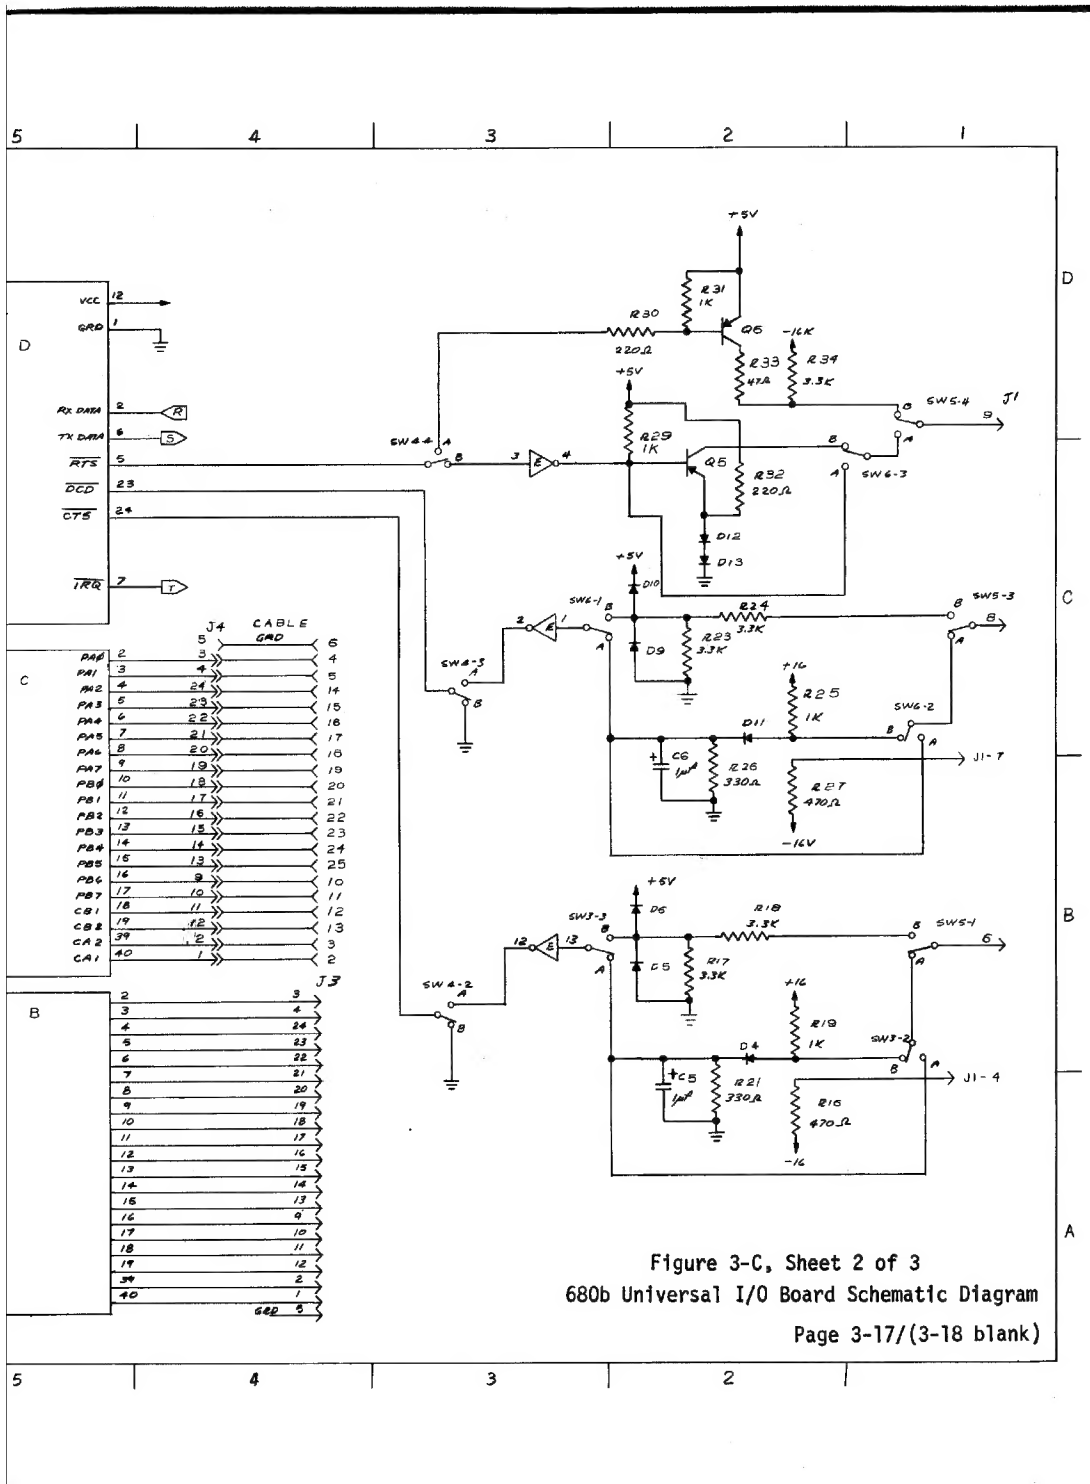 5 4 3 2 1
+5V
D
R31
1K
R30
220Ω
Q6
-16K
R33
47Ω
R34
3.3K
VCC 12
GRD 1
D
+5V
SW5-4
J1
B
9
A
RX DATA 2 R
TX DATA 6 S
RTS 5
SW4-4 A
B
3 E 4
R29
1K
Q5
B
A
SW6-3
R32
220Ω
DCD 23
CTS 24
D12
D13
+5V
IRQ 7 T
D10
C
SW6-1
B
R24
3.3K
B
SW5-3
8
A
2 E 1
A
D9
R23
3.3K
J4 CABLE
5 GRD 6
C
PAØ 2 3 4
PA1 3 4 5
PA2 4 24 14
PA3 5 23 15
PA4 6 22 16
PA5 7 21 17
PA6 8 20 18
PA7 9 19 19
PBØ 10 18 20
PB1 11 17 21
PB2 12 16 22
PB3 13 15 23
PB4 14 14 24
PB5 15 13 25
PB6 16 9 10
PB7 17 10 11
CB1 18 11 12
CB2 19 12 13
CA2 39 2 3
CA1 40 1 2
SW4-3
A
B
+16
R25
1K
SW6-2
B
A
D11
+
C6
1µF
R26
330Ω
J1-7
R27
470Ω
-16V
+5V
D6
B
SW3-3
B
R18
3.3K
B
SW5-1
6
A
12 E 13
A
D5
R17
3.3K
J3
SW4-2
A
B
+16
R19
1K
SW3-2
B
A
D4
+C5
1µF
R21
330Ω
J1-4
R16
470Ω
-16
B
2 3
3 4
4 24
5 23
6 22
7 21
8 20
9 19
10 18
11 17
12 16
13 15
14 14
15 13
16 9
17 10
18 11
19 12
39 2
40 1
GRD 5
A
Figure 3-C, Sheet 2 of 3
680b Universal I/O Board Schematic Diagram
Page 3-17/(3-18 blank)
5 4 3 2 1